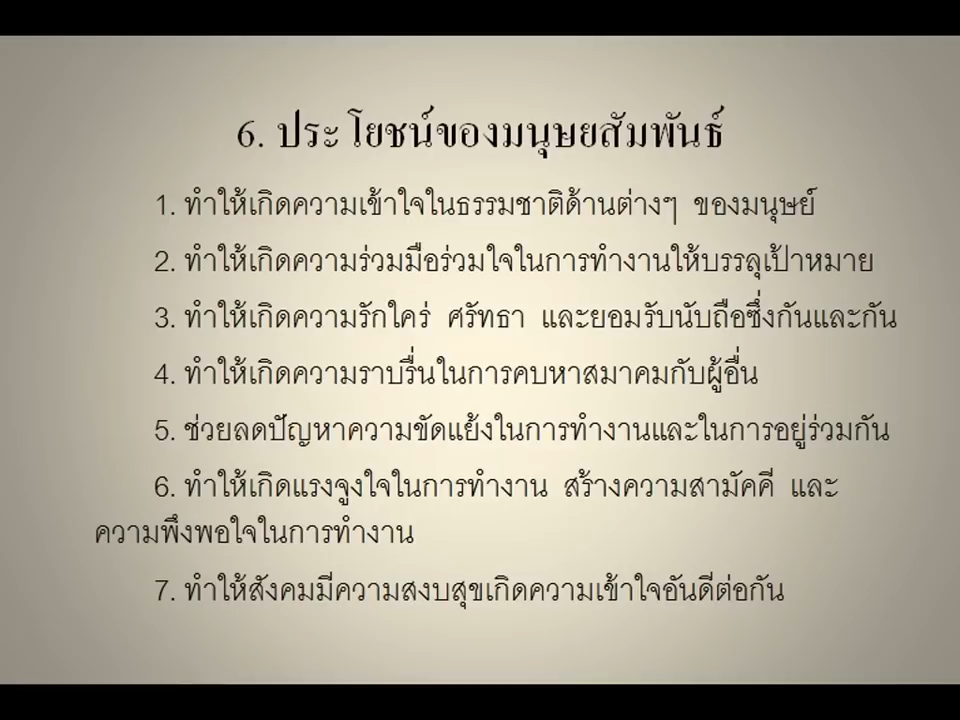 6. ประโยชน์ของมนุษยสัมพันธ์
1. ทำให้เกิดความเข้าใจในธรรมชาติด้านต่างๆ ของมนุษย์
2. ทำให้เกิดความร่วมมือร่วมใจในการทำงานให้บรรลุเป้าหมาย
3. ทำให้เกิดความรักใคร่ ศรัทธา และยอมรับนับถือซึ่งกันและกัน
4. ทำให้เกิดความราบรื่นในการคบหาสมาคมกับผู้อื่น
5. ช่วยลดปัญหาความขัดแย้งในการทำงานและในการอยู่ร่วมกัน
6. ทำให้เกิดแรงจูงใจในการทำงาน สร้างความสามัคคี และ
ความพึงพอใจในการทำงาน
7. ทำให้สังคมมีความสงบสุขเกิดความเข้าใจอันดีต่อกัน